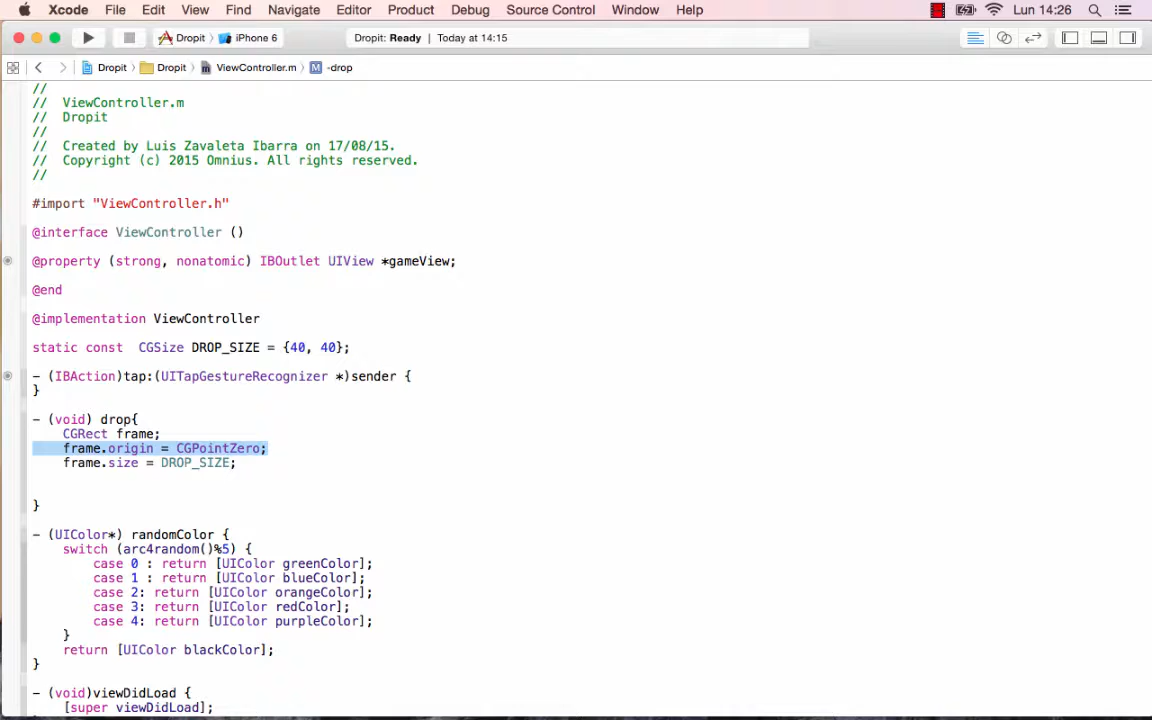 Xcode File Edit View Find Navigate Editor Product Debug Source Control Window Help Lun 14:26
Dropit iPhone 6 Dropit: Ready Today at 14:15
Dropit Dropit ViewController.m M -drop
//
// ViewController.m
// Dropit
//
// Created by Luis Zavaleta Ibarra on 17/08/15.
// Copyright (c) 2015 Omnius. All rights reserved.
//
#import "ViewController.h"
@interface ViewController ()
@property (strong, nonatomic) IBOutlet UIView *gameView;
@end
@implementation ViewController
static const  CGSize DROP_SIZE = {40, 40};
- (IBAction)tap:(UITapGestureRecognizer *)sender {
}
- (void) drop{
CGRect frame;
frame.origin = CGPointZero;
frame.size = DROP_SIZE;
}
- (UIColor*) randomColor {
switch (arc4random()%5) {
case 0 : return [UIColor greenColor];
case 1 : return [UIColor blueColor];
case 2: return [UIColor orangeColor];
case 3: return [UIColor redColor];
case 4: return [UIColor purpleColor];
}
return [UIColor blackColor];
}
- (void)viewDidLoad {
[super viewDidLoad];